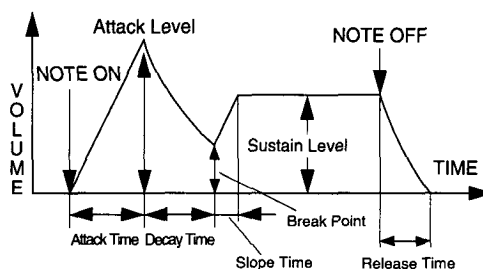 Attack Level
NOTE OFF
NOTE ON
VOLUME
Sustain Level
TIME
Break Point
Attack Time
Decay Time
Slope Time
Release Time